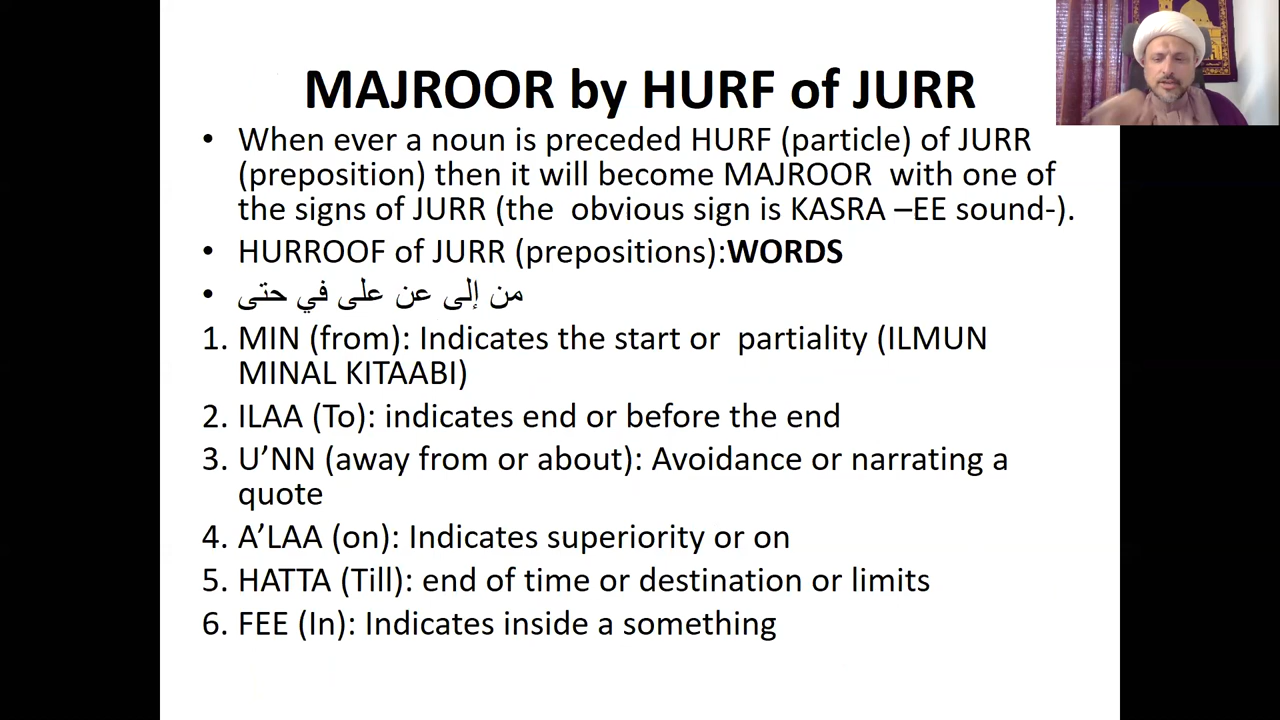 MAJROOR by HURF of JURR
• When ever a noun is preceded HURF (particle) of JURR
(preposition) then it will become MAJROOR with one of
the signs of JURR (the obvious sign is KASRA –EE sound-).
• HURROOF of JURR (prepositions):WORDS
• من إلى عن على في حتى
1. MIN (from): Indicates the start or partiality (ILMUN
MINAL KITAABI)
2. ILAA (To): indicates end or before the end
3. U’NN (away from or about): Avoidance or narrating a
quote
4. A’LAA (on): Indicates superiority or on
5. HATTA (Till): end of time or destination or limits
6. FEE (In): Indicates inside a something